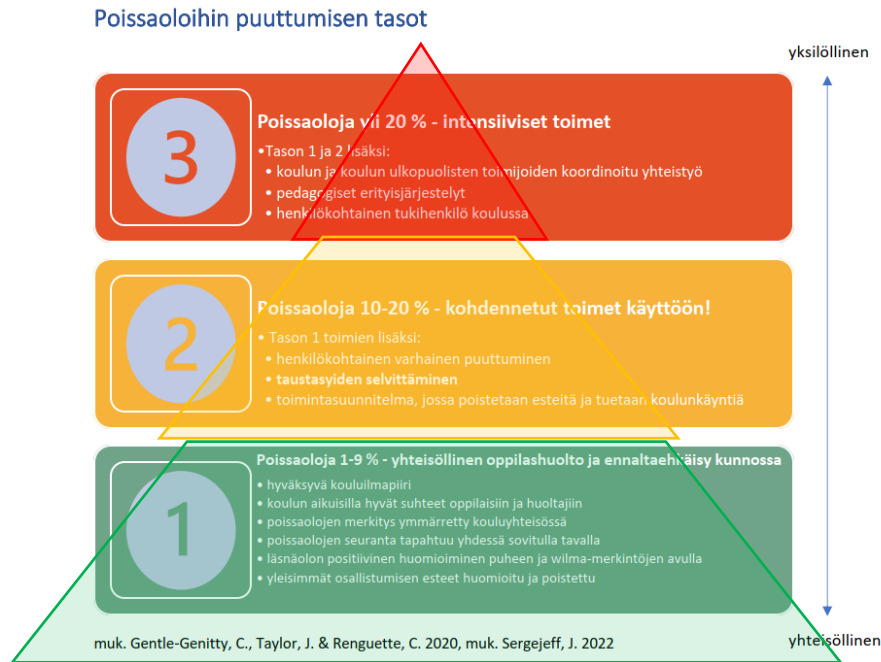 Poissaoloihin puuttumisen tasot
yksilöllinen
3
Poissaoloja yli 20 % - intensiiviset toimet
•Tason 1 ja 2 lisäksi:
• koulun ja koulun ulkopuolisten toimijoiden koordinoitu yhteistyö
• pedagogiset erityisjärjestelyt
• henkilökohtainen tukihenkilö koulussa
2
Poissaoloja 10-20 % - kohdennetut toimet käyttöön!
• Tason 1 toimien lisäksi:
• henkilökohtainen varhainen puuttuminen
• taustasyiden selvittäminen
• toimintasuunnitelma, jossa poistetaan esteitä ja tuetaan koulunkäyntiä
1
Poissaoloja 1-9 % - yhteisöllinen oppilashuolto ja ennaltaehkäisy kunnossa
• hyväksyvä kouluilmapiiri
• koulun aikuisilla hyvät suhteet oppilaisiin ja huoltajiin
• poissaolojen merkitys ymmärretty kouluyhteisössä
• poissaolojen seuranta tapahtuu yhdessä sovitulla tavalla
• läsnäolon positiivinen huomioiminen puheen ja wilma-merkintöjen avulla
• yleisimmät osallistumisen esteet huomioitu ja poistettu
muk. Gentle-Genitty, C., Taylor, J. & Renguette, C. 2020, muk. Sergejeff, J. 2022
yhteisöllinen